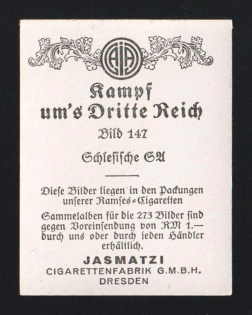 AJA
Kampf
um's Dritte Reich
Bild 147
Schlesische SA
Diese Bilder liegen in den Packungen
unserer Ramses=Cigaretten
Sammelalben für die 273 Bilder sind
gegen Voreinsendung von RM 1.—
durch uns oder durch jeden Händler
erhältlich.
JASMATZI
CIGARETTENFABRIK G.M.B.H.
DRESDEN